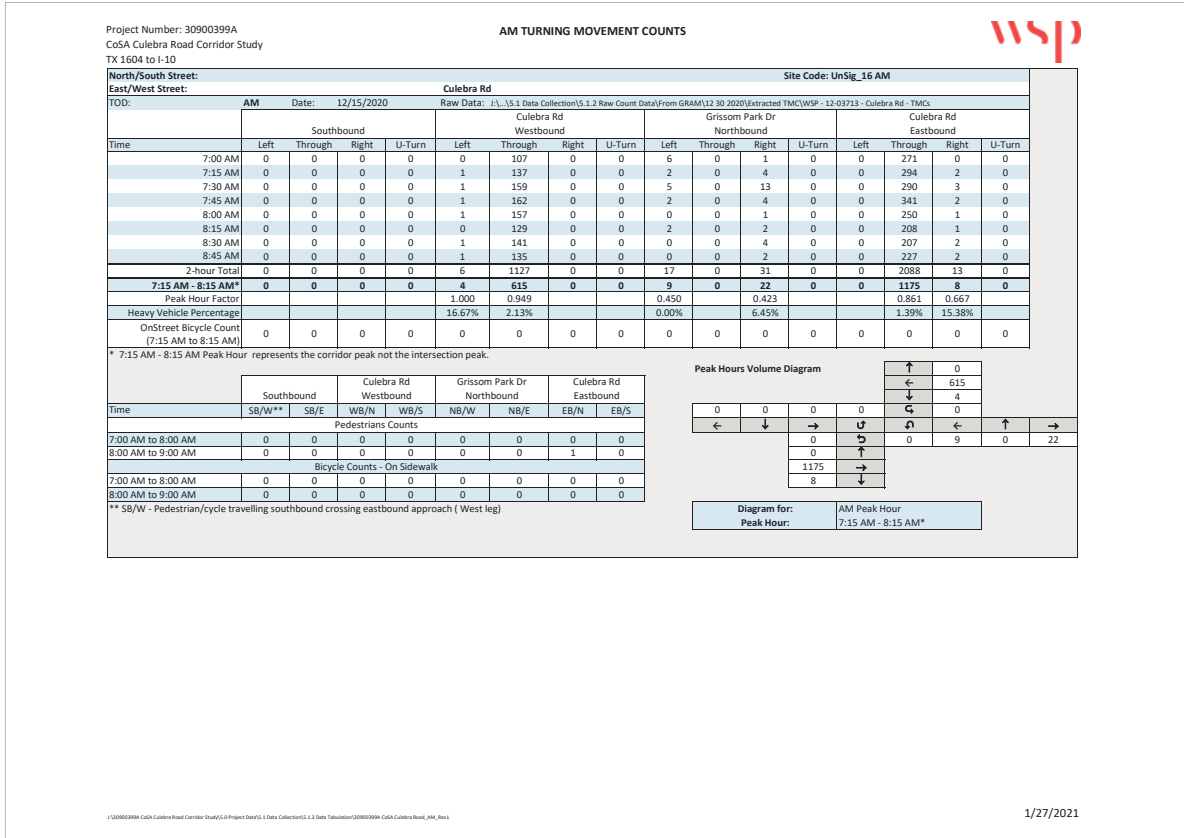 Project Number: 30900399A
AM TURNING MOVEMENT COUNTS
wsp
CoSA Culebra Road Corridor Study
TX 1604 to I-10
North/South Street: Site Code: UnSig_16 AM
East/West Street: Culebra Rd
TOD: AM Date: 12/15/2020 Raw Data: J:\...\5.1 Data Collection\5.1.2 Raw Count Data\From GRAM\12 30 2020\Extracted TMC\WSP - 12-03713 - Culebra Rd - TMCs
Culebra Rd Grissom Park Dr Culebra Rd
Southbound Westbound Northbound Eastbound
Time Left Through Right U-Turn Left Through Right U-Turn Left Through Right U-Turn Left Through Right U-Turn
7:00 AM 0 0 0 0 0 107 0 0 6 0 1 0 0 271 0 0
7:15 AM 0 0 0 0 1 137 0 0 2 0 4 0 0 294 2 0
7:30 AM 0 0 0 0 1 159 0 0 5 0 13 0 0 290 3 0
7:45 AM 0 0 0 0 1 162 0 0 2 0 4 0 0 341 2 0
8:00 AM 0 0 0 0 1 157 0 0 0 0 1 0 0 250 1 0
8:15 AM 0 0 0 0 0 129 0 0 2 0 2 0 0 208 1 0
8:30 AM 0 0 0 0 1 141 0 0 0 0 4 0 0 207 2 0
8:45 AM 0 0 0 0 1 135 0 0 0 0 2 0 0 227 2 0
2-hour Total 0 0 0 0 6 1127 0 0 17 0 31 0 0 2088 13 0
7:15 AM - 8:15 AM* 0 0 0 0 4 615 0 0 9 0 22 0 0 1175 8 0
Peak Hour Factor 1.000 0.949 0.450 0.423 0.861 0.667
Heavy Vehicle Percentage 16.67% 2.13% 0.00% 6.45% 1.39% 15.38%
OnStreet Bicycle Count
(7:15 AM to 8:15 AM) 0 0 0 0 0 0 0 0 0 0 0 0 0 0 0 0
* 7:15 AM - 8:15 AM Peak Hour represents the corridor peak not the intersection peak.
Culebra Rd Grissom Park Dr Culebra Rd
Southbound Westbound Northbound Eastbound
Time SB/W** SB/E WB/N WB/S NB/W NB/E EB/N EB/S
Pedestrians Counts
7:00 AM to 8:00 AM 0 0 0 0 0 0 0 0
8:00 AM to 9:00 AM 0 0 0 0 0 0 1 0
Bicycle Counts - On Sidewalk
7:00 AM to 8:00 AM 0 0 0 0 0 0 0 0
8:00 AM to 9:00 AM 0 0 0 0 0 0 0 0
** SB/W - Pedestrian/cycle travelling southbound crossing eastbound approach ( West leg)
Peak Hours Volume Diagram ↑ 0
← 615
↓ 4
0 0 0 0 0
← ↓ → ← ↑ →
0 0 9 0 22
0 ↑
1175 →
8 ↓
Diagram for: AM Peak Hour
Peak Hour: 7:15 AM - 8:15 AM*
J:\30900399A CoSA Culebra Road Corridor Study\5.0 Project Data\5.1 Data Collection\5.1.3 Data Tabulation\30900399A CoSA Culebra Road_AM_Rev1
1/27/2021